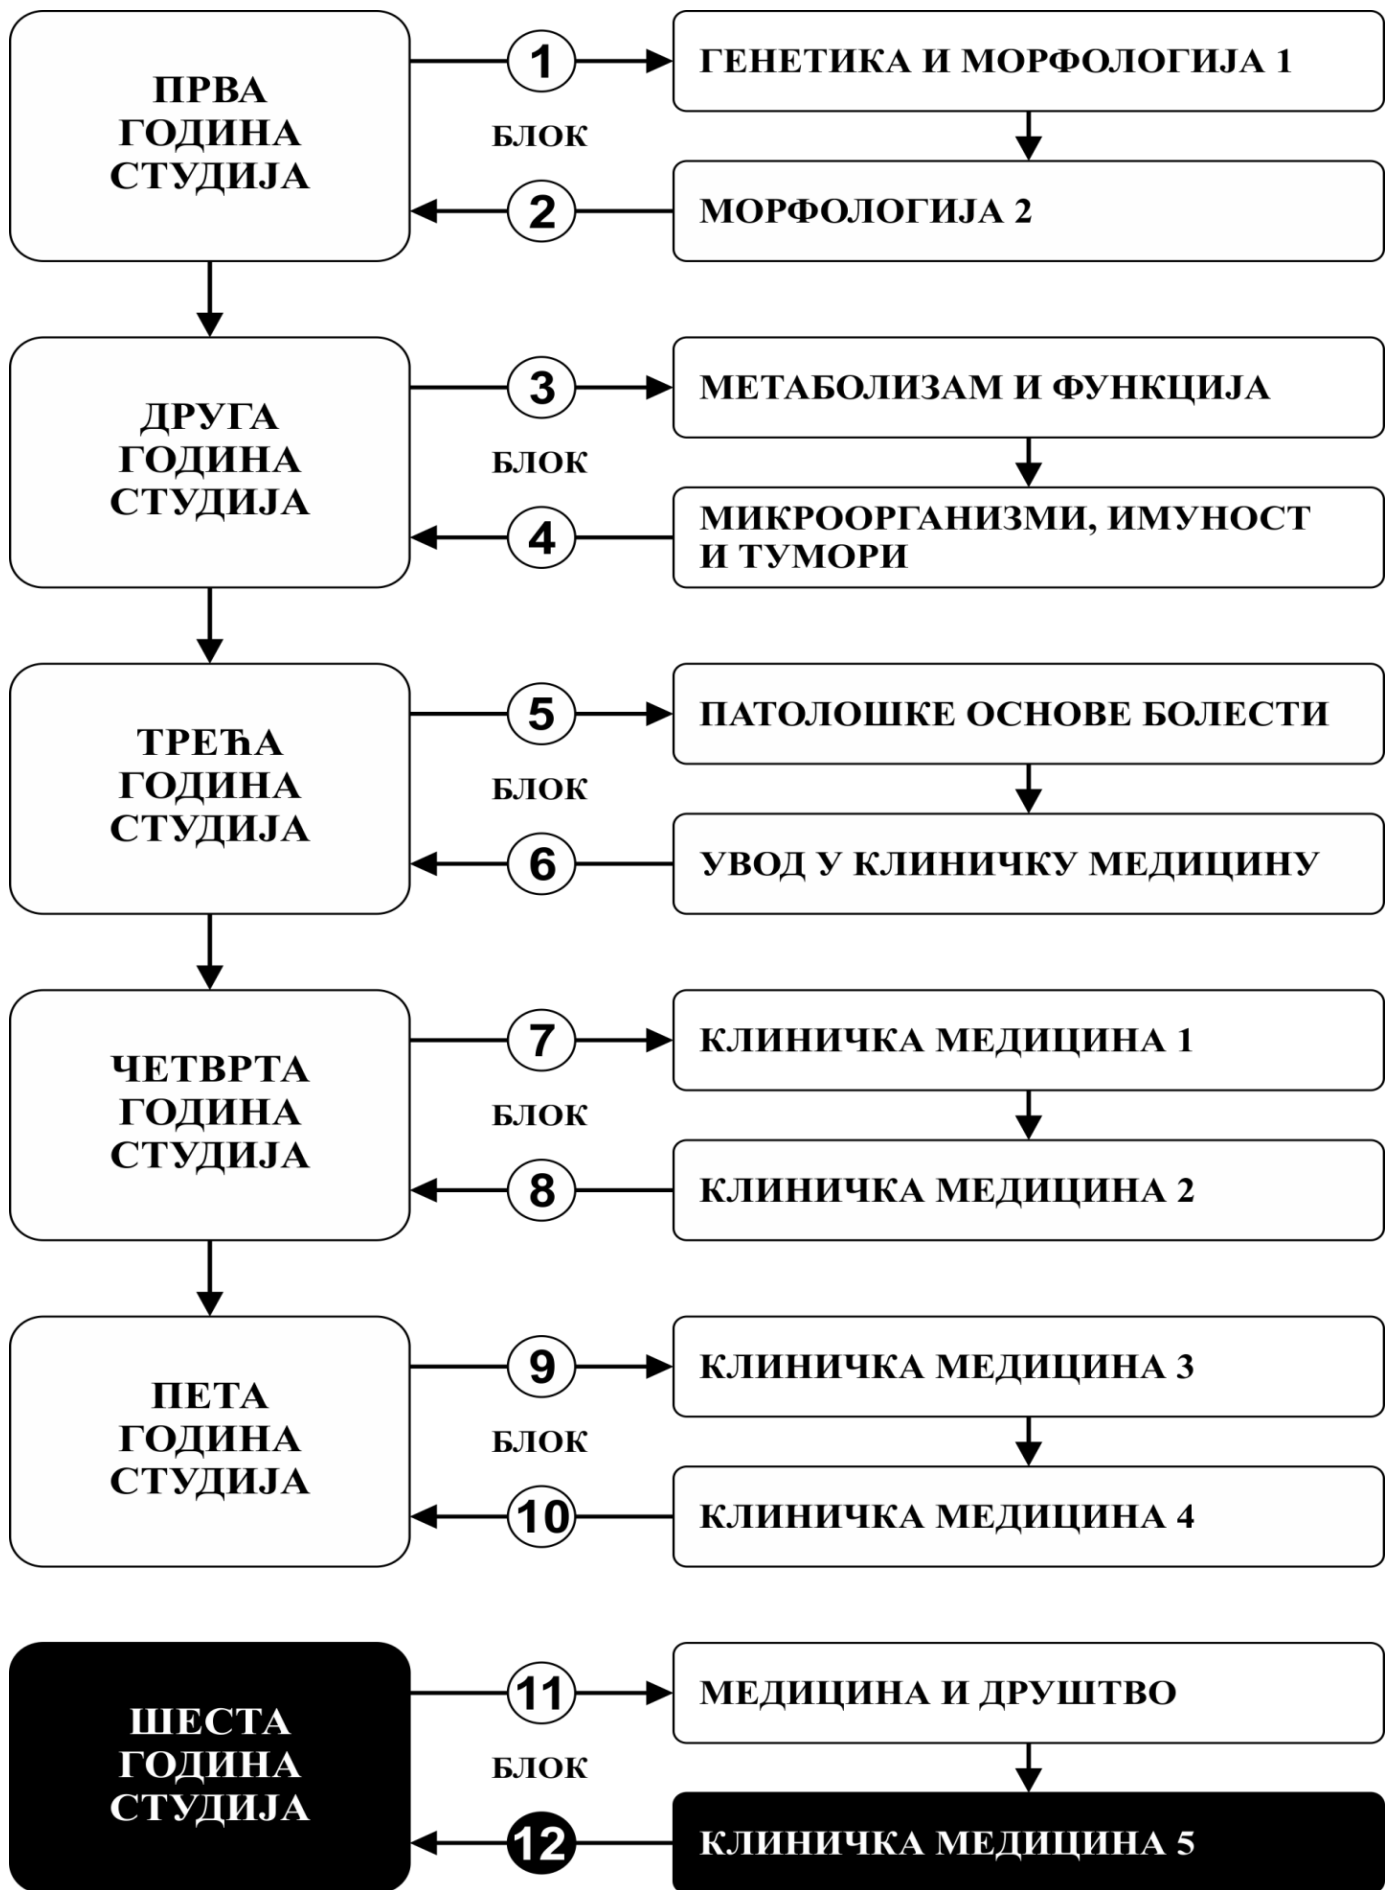 ПРВА
ГОДИНА
СТУДИЈА
1
БЛОК
2
ГЕНЕТИКА И МОРФОЛОГИЈА 1
МОРФОЛОГИЈА 2
ДРУГА
ГОДИНА
СТУДИЈА
3
БЛОК
4
МЕТАБОЛИЗАМ И ФУНКЦИЈА
МИКРООРГАНИЗМИ, ИМУНОСТ
И ТУМОРИ
ТРЕЋА
ГОДИНА
СТУДИЈА
5
БЛОК
6
ПАТОЛОШКЕ ОСНОВЕ БОЛЕСТИ
УВОД У КЛИНИЧКУ МЕДИЦИНУ
ЧЕТВРТА
ГОДИНА
СТУДИЈА
7
БЛОК
8
КЛИНИЧКА МЕДИЦИНА 1
КЛИНИЧКА МЕДИЦИНА 2
ПЕТА
ГОДИНА
СТУДИЈА
9
БЛОК
10
КЛИНИЧКА МЕДИЦИНА 3
КЛИНИЧКА МЕДИЦИНА 4
ШЕСТА
ГОДИНА
СТУДИЈА
11
БЛОК
12
МЕДИЦИНА И ДРУШТВО
КЛИНИЧКА МЕДИЦИНА 5